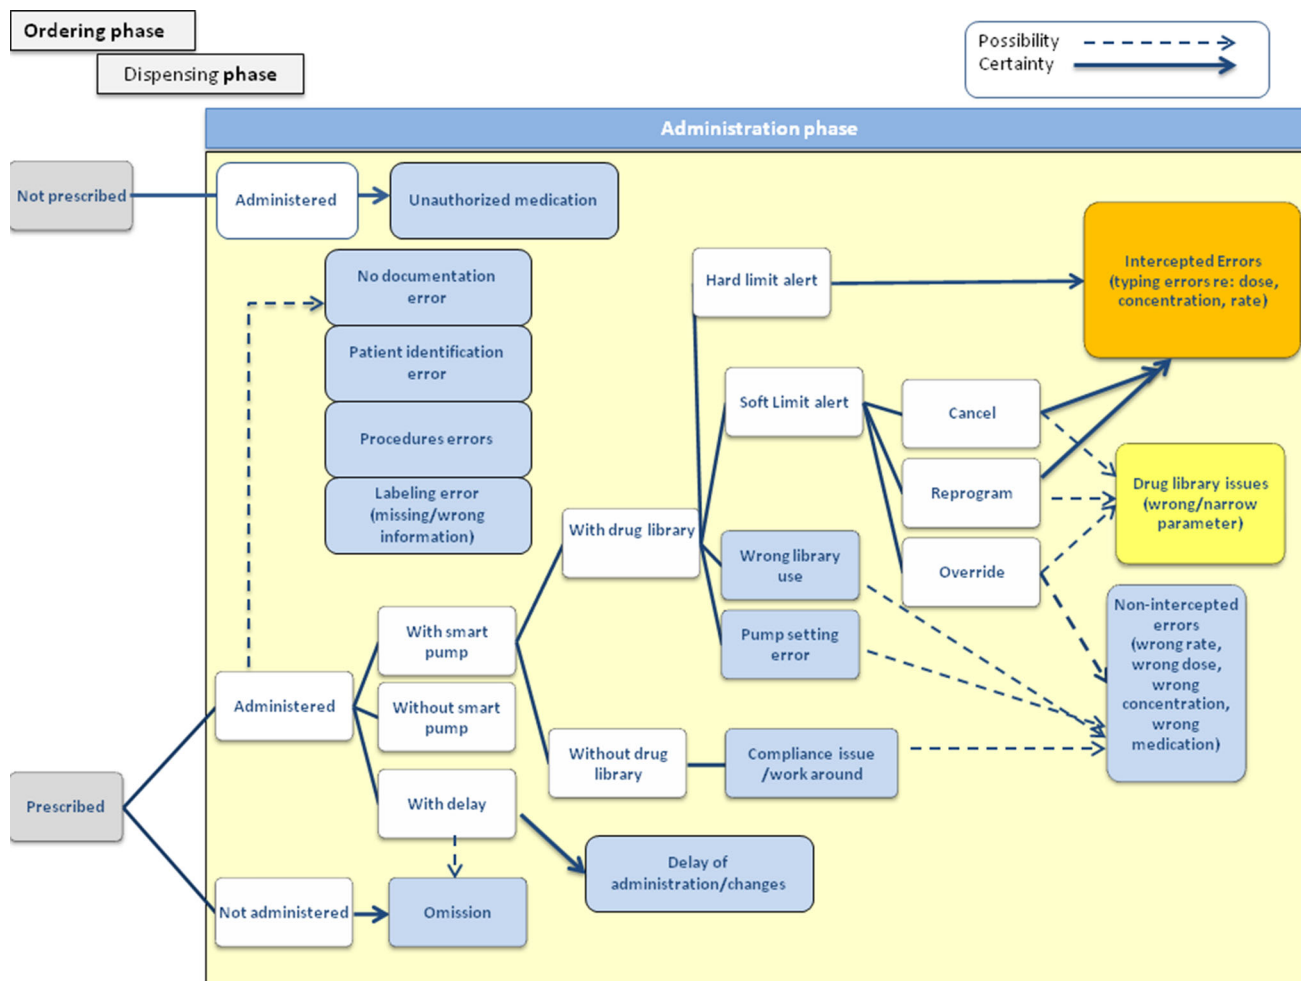 Ordering phase
Dispensing phase
Possibility
Certainty
Administration phase
Not prescribed
Administered
Unauthorized medication
No documentation
error
Patient identification
error
Procedures errors
Labeling error
(missing/wrong
information)
Hard limit alert
Intercepted Errors
(typing errors re: dose,
concentration, rate)
Soft Limit alert
Cancel
Reprogram
Override
Drug library issues
(wrong/narrow
parameter)
With drug library
Wrong library
use
Pump setting
error
Non-intercepted
errors
(wrong rate,
wrong dose,
wrong
concentration,
wrong
medication)
With smart
pump
Administered
Without smart
pump
Without drug
library
Compliance issue
/work around
Prescribed
With delay
Delay of
administration/changes
Not administered
Omission